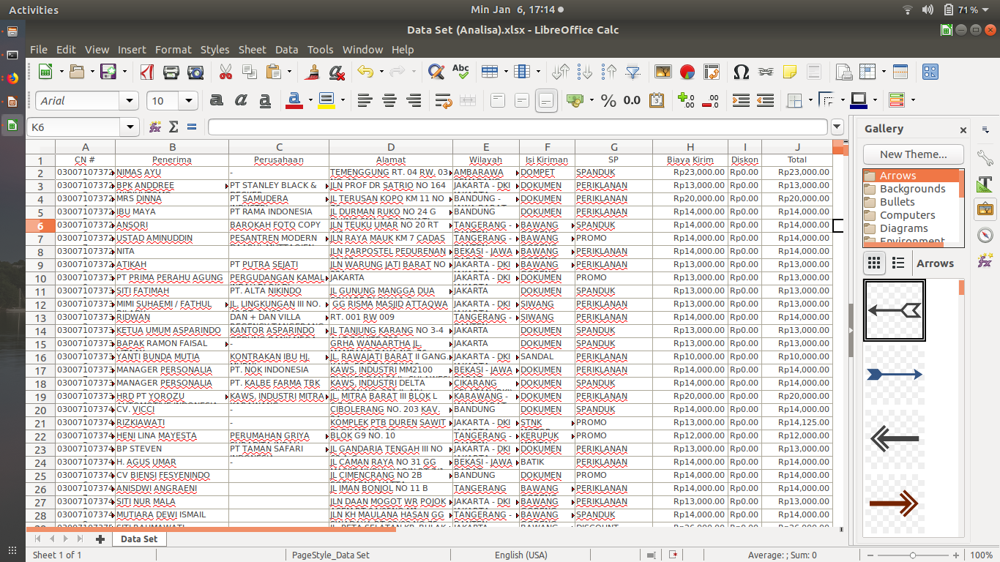 Activities Min Jan 6, 17:14 71%
Data Set (Analisa).xlsx - LibreOffice Calc
File Edit View Insert Format Styles Sheet Data Tools Window Help
Arial 10
K6
A B C D E F G H I J
1 CN # Penerima Perusahaan Alamat Wilayah Isi Kiriman SP Biaya Kirim Diskon Total
2 03007107372 NIMAS AYU - TEMENGGUNG RT. 04 RW. 03 AMBARAWA DOMPET SPANDUK Rp23,000.00 Rp0.00 Rp23,000.00
3 03007107372 BPK ANDDREE PT STANLEY BLACK & JLN PROF DR SATRIO NO 164 JAKARTA - DKI DOKUMEN PERIKLANAN Rp13,000.00 Rp0.00 Rp13,000.00
4 03007107372 MRS DINNA PT SAMUDERA JL TERUSAN KOPO KM 11 NO BANDUNG - DOKUMEN PERIKLANAN Rp20,000.00 Rp0.00 Rp20,000.00
5 03007107372 IBU MAYA PT RAMA INDONESIA JL DURMAN RUKO NO 24 G BANDUNG DOKUMEN PERIKLANAN Rp14,000.00 Rp0.00 Rp14,000.00
6 03007107372 ANSORI BAROKAH FOTO COPY JLN TEUKU UMAR NO 20 RT TANGERANG - BAWANG SPANDUK Rp14,000.00 Rp0.00 Rp14,000.00
7 03007107372 USTAD AMINUDDIN PESANTREN MODERN JLN RAYA MAUK KM 7 CADAS TANGERANG - BAWANG PROMO Rp14,000.00 Rp0.00 Rp14,000.00
8 03007107372 NITA JLN PARPOSTEL PEDURENAN BEKASI - JAWA BAWANG PERIKLANAN Rp14,000.00 Rp0.00 Rp14,000.00
9 03007107372 ATIKAH PT PUTRA SEJATI JLN WARUNG JATI BARAT NO JAKARTA - DKI BAWANG PERIKLANAN Rp13,000.00 Rp0.00 Rp13,000.00
10 03007107373 PT PRIMA PERAHU AGUNG PERGUDANGAN KAMAL JAKARTA JAKARTA - DKI DOKUMEN PROMO Rp13,000.00 Rp0.00 Rp13,000.00
11 03007107373 SITI FATIMAH PT. ALTA NIKINDO JL GUNUNG MANGGA DUA JAKARTA - DKI DOKUMEN SPANDUK Rp13,000.00 Rp0.00 Rp13,000.00
12 03007107373 MIMI SUHAEMI / FATHUL JL. LINGKUNGAN III NO. GG RISMA MASJID ATTAQWA JAKARTA - DKI SIWANG PERIKLANAN Rp13,000.00 Rp0.00 Rp13,000.00
13 03007107373 RIDWAN DAN + DAN VILLA RT. 001 RW 009 TANGERANG - SIWANG PERIKLANAN Rp14,000.00 Rp0.00 Rp14,000.00
14 03007107373 KETUA UMUM ASPARINDO KANTOR ASPARINDO JL TANJUNG KARANG NO 3-4 JAKARTA DOKUMEN SPANDUK Rp13,000.00 Rp0.00 Rp13,000.00
15 03007107373 BAPAK RAMON FAISAL - GRHA WANAARTHA JL. JAKARTA DOKUMEN SPANDUK Rp13,000.00 Rp0.00 Rp13,000.00
16 03007107373 YANTI BUNDA MUTIA KONTRAKAN IBU HJ. JL. RAWAJATI BARAT II GANG. JAKARTA - DKI SANDAL PERIKLANAN Rp10,000.00 Rp0.00 Rp10,000.00
17 03007107373 MANAGER PERSONALIA PT. NOK INDONESIA KAWS. INDUSTRI MM2100 BEKASI - JAWA DOKUMEN PERIKLANAN Rp14,000.00 Rp0.00 Rp14,000.00
18 03007107373 MANAGER PERSONALIA PT. KALBE FARMA TBK KAWS. INDUSTRI DELTA CIKARANG DOKUMEN SPANDUK Rp14,000.00 Rp0.00 Rp14,000.00
19 03007107373 HRD PT YOROZU KAWS. INDUSTRI MITRA JL. MITRA BARAT III BLOK L KARAWANG - DOKUMEN PERIKLANAN Rp20,000.00 Rp0.00 Rp20,000.00
20 03007107374 CV. VICCI - CIBOLERANG NO. 203 KAV. BANDUNG DOKUMEN SPANDUK Rp14,000.00 Rp0.00 Rp14,000.00
21 03007107374 RIZKIAWATI - KOMPLEK PTB DUREN SAWIT JAKARTA - DKI STNK PROMO Rp13,000.00 Rp0.00 Rp14,125.00
22 03007107374 HENI LINA MAYESTA PERUMAHAN GRIYA BLOK G9 NO. 10 TANGERANG - KERUPUK PROMO Rp12,000.00 Rp0.00 Rp12,000.00
23 03007107374 BP STEVEN PT TAMAN SAFARI JL GANDARIA TENGAH III NO JAKARTA - DKI DOKUMEN PERIKLANAN Rp13,000.00 Rp0.00 Rp13,000.00
24 03007107374 H. AGUS UMAR - JL CAMAN RAYA NO 31 GG BEKASI - JAWA BATIK PERIKLANAN Rp14,000.00 Rp0.00 Rp14,000.00
25 03007107374 CV BIENSI FESYENINDO JL CIMENCRANG NO 2B BANDUNG DOKUMEN PROMO Rp14,000.00 Rp0.00 Rp14,000.00
26 03007107374 ANISDWI ANGRAENI JL IMAN BONJOL NO 11 B TANGERANG BAWANG PERIKLANAN Rp14,000.00 Rp0.00 Rp14,000.00
27 03007107374 SITI NUR MALA JLN DAAN MOGOT WR POJOK JAKARTA - DKI BAWANG PERIKLANAN Rp13,000.00 Rp0.00 Rp13,000.00
28 03007107374 MUTIARA DEWI ISMAIL JLN KH MAULANA HASAN GG TANGERANG - BAWANG SPANDUK Rp14,000.00 Rp0.00 Rp14,000.00
Gallery
New Theme...
Arrows
Backgrounds
Bullets
Computers
Diagrams
Environment
Arrows
Data Set
Sheet 1 of 1 PageStyle_Data Set English (USA) Average: ; Sum: 0 100%